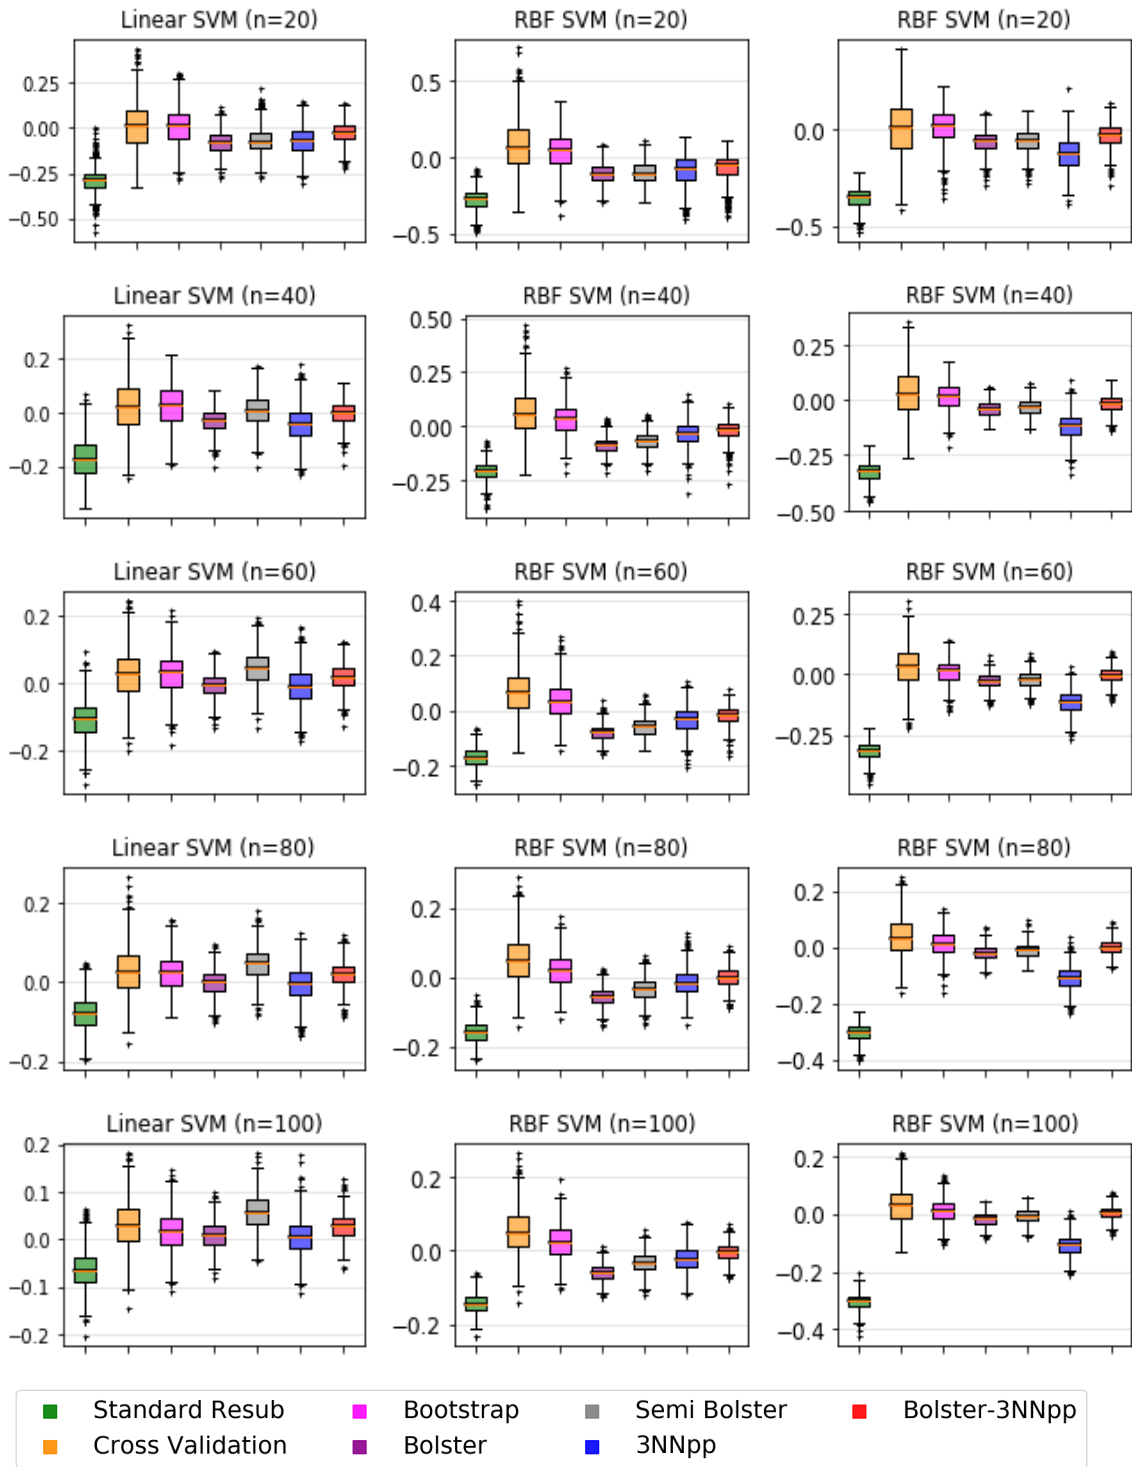 Linear SVM (n=20) RBF SVM (n=20) RBF SVM (n=20)
0.25 0.5 0.0
0.00 0.0 −0.5
−0.25 −0.5
−0.50
Linear SVM (n=40) RBF SVM (n=40) RBF SVM (n=40)
0.2 0.50 0.25
0.0 0.25 0.00
−0.2 0.00 −0.25
−0.25 −0.50
Linear SVM (n=60) RBF SVM (n=60) RBF SVM (n=60)
0.2 0.4 0.25
0.0 0.2 0.00
−0.2 0.0 −0.25
−0.2
Linear SVM (n=80) RBF SVM (n=80) RBF SVM (n=80)
0.2 0.2 0.2
0.0 0.0 0.0
−0.2 −0.2 −0.2
−0.4
Linear SVM (n=100) RBF SVM (n=100) RBF SVM (n=100)
0.2 0.2 0.2
0.1 0.0 0.0
0.0 −0.2 −0.2
−0.1 −0.4
−0.2
Standard Resub Bootstrap Semi Bolster Bolster-3NNpp
Cross Validation Bolster 3NNpp